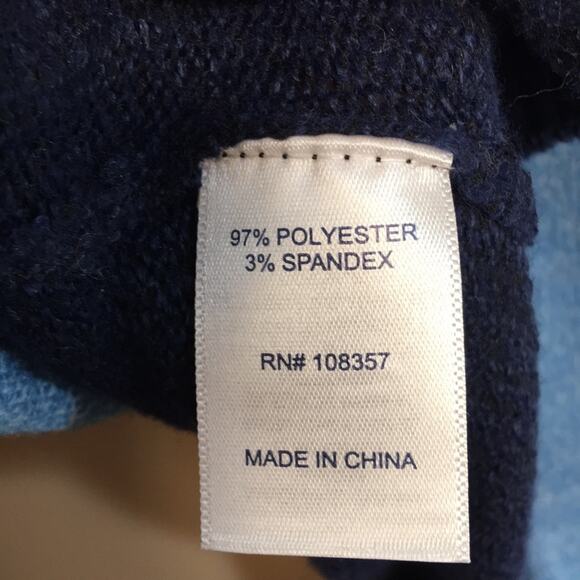 97% POLYESTER
3% SPANDEX
RN# 108357
MADE IN CHINA